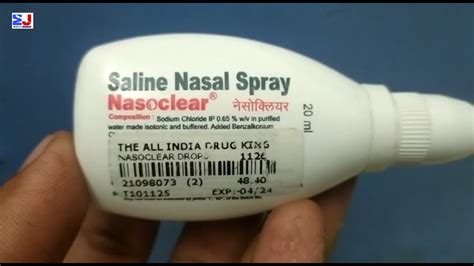 SJ
Saline Nasal Spray
Nasoclear® नेसोक्लियर
Composition : Sodium Chloride IP 0.65 % w/v in purified
water made isotonic and buffered. Added Benzalkonium
20 ml
THE ALL INDIA DRUG KING
NASOCLEAR DROPS 1126
21098073 (2) 48.40
T101125 EXP:-04/24